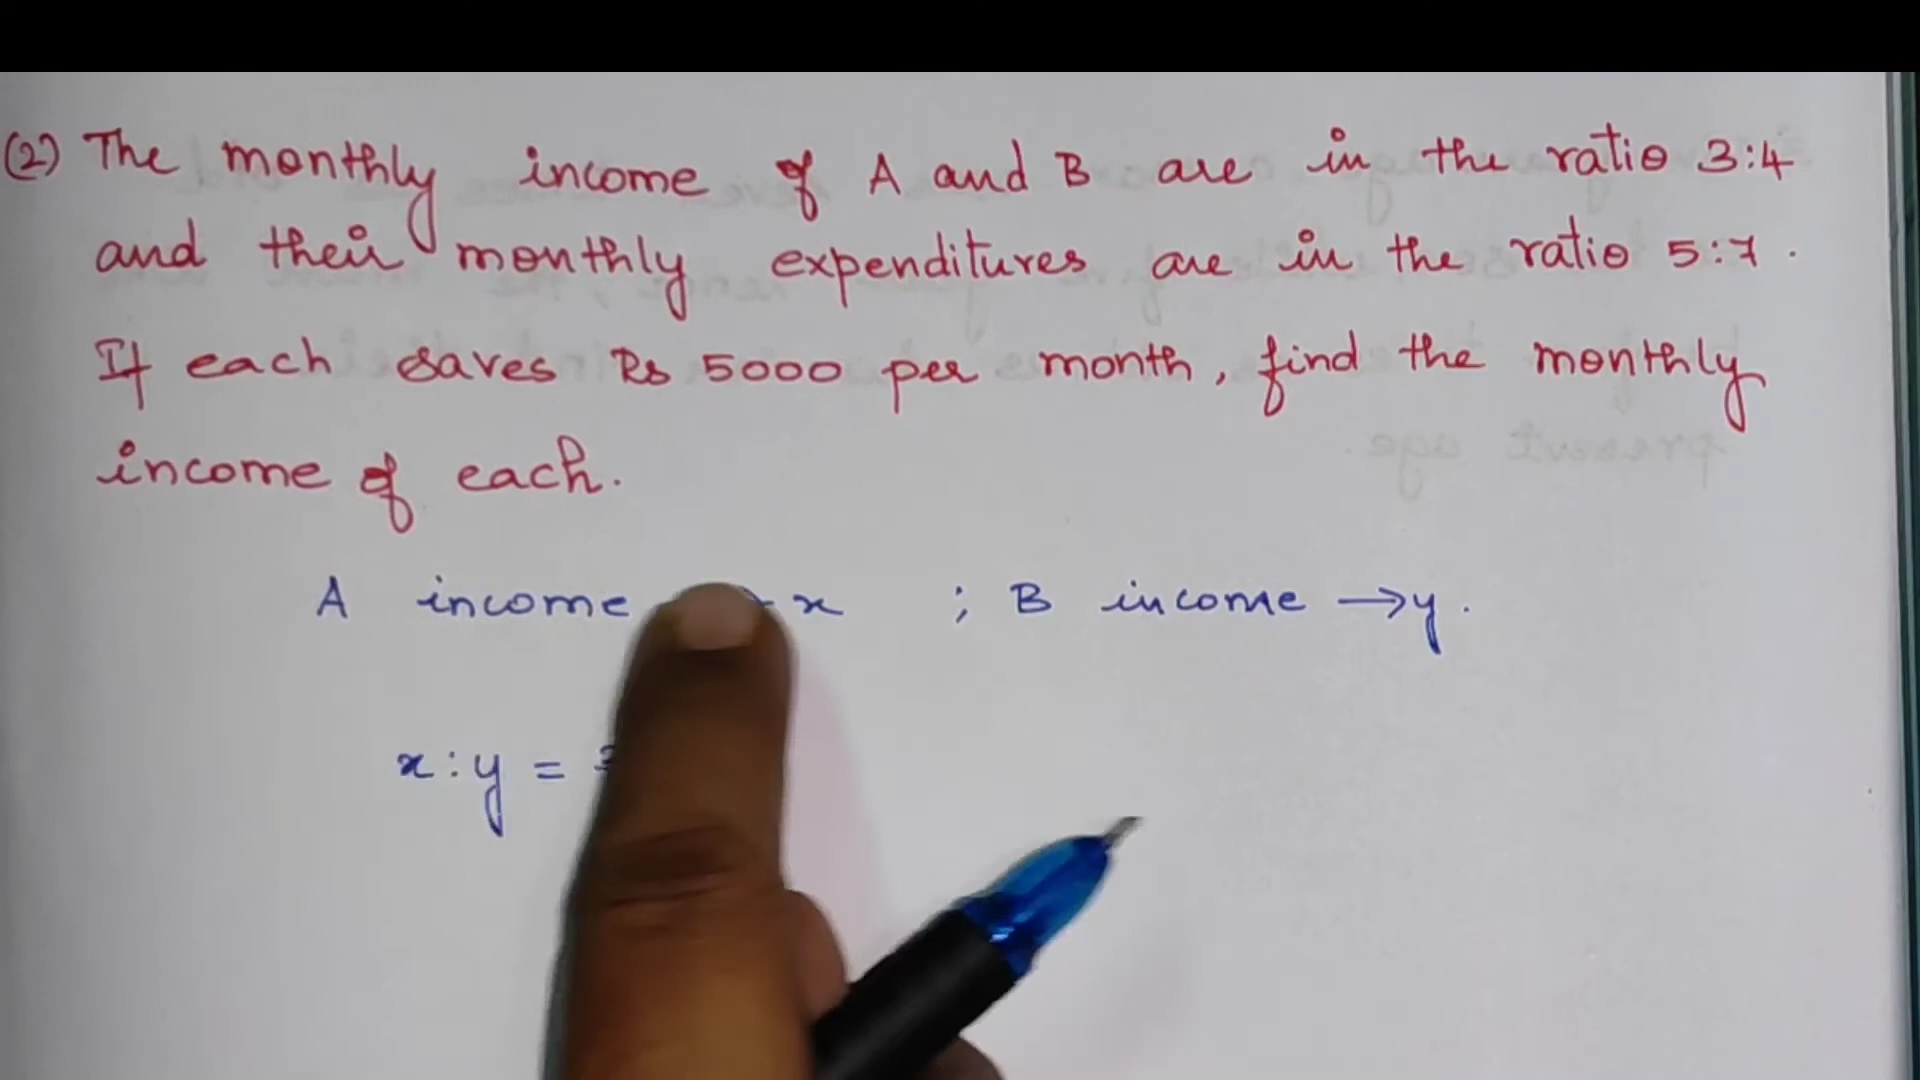 (2) The monthly income of A and B are in the ratio 3:4
and their monthly expenditures are in the ratio 5:7.
If each saves Rs 5000 per month, find the monthly
income of each.
A income x ; B income →y.
x:y =